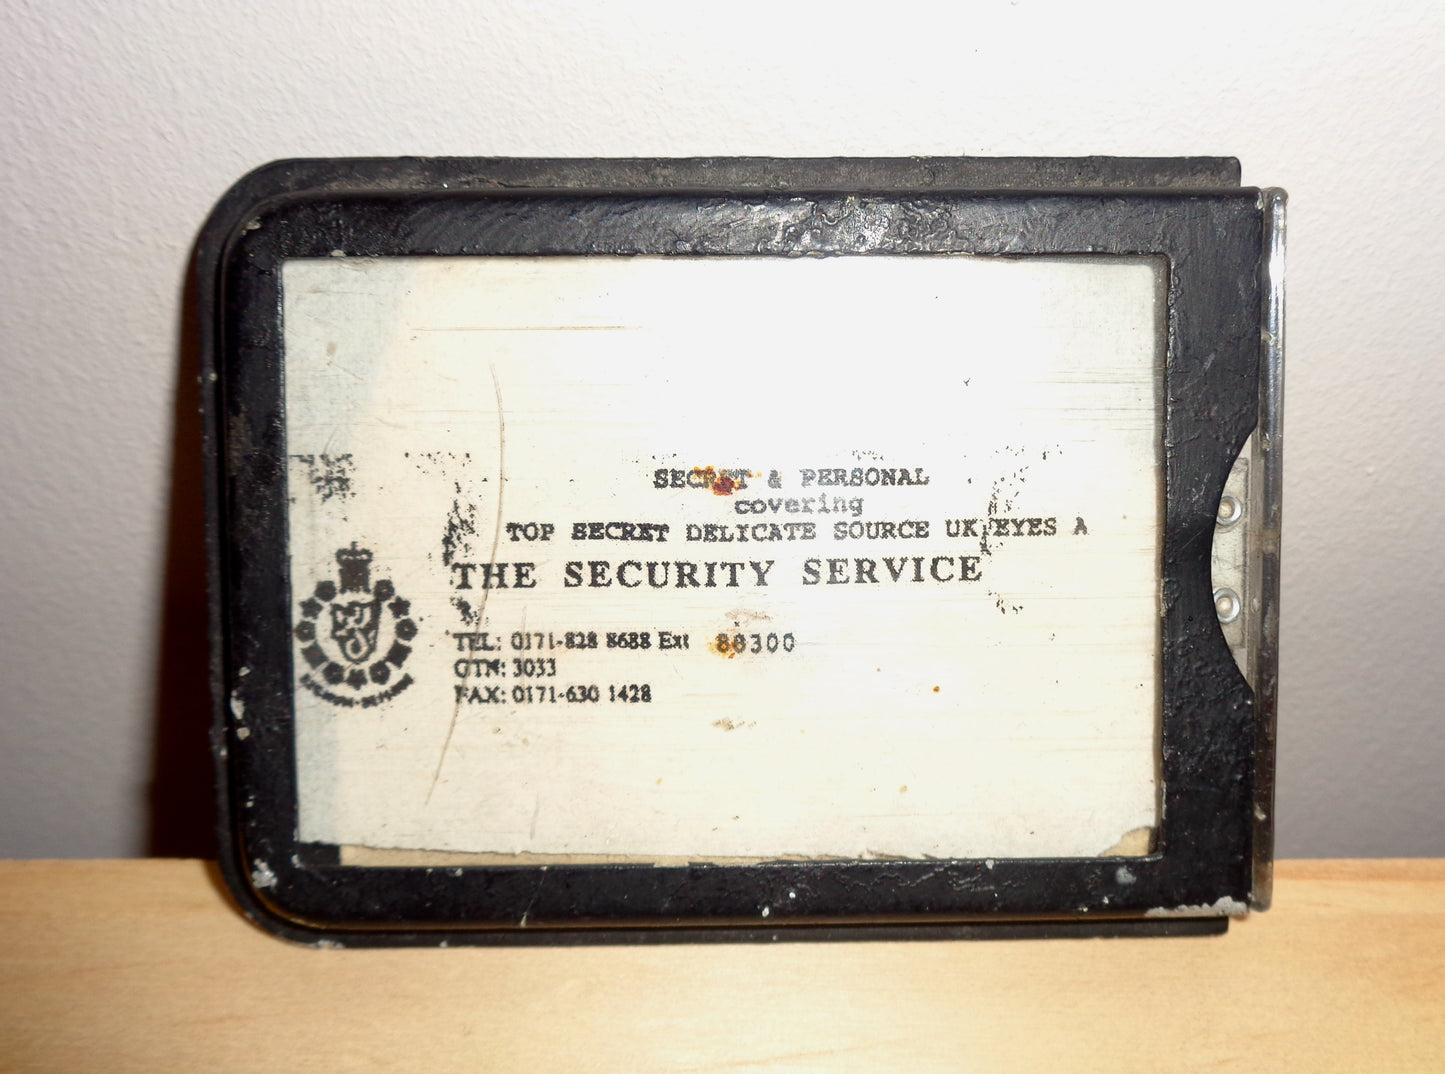 SECRET & PERSONAL
covering
TOP SECRET DELICATE SOURCE UK EYES A
THE SECURITY SERVICE
TEL: 0171-828 8688 Ext 80300
GTN: 3033
FAX: 0171-630 1428